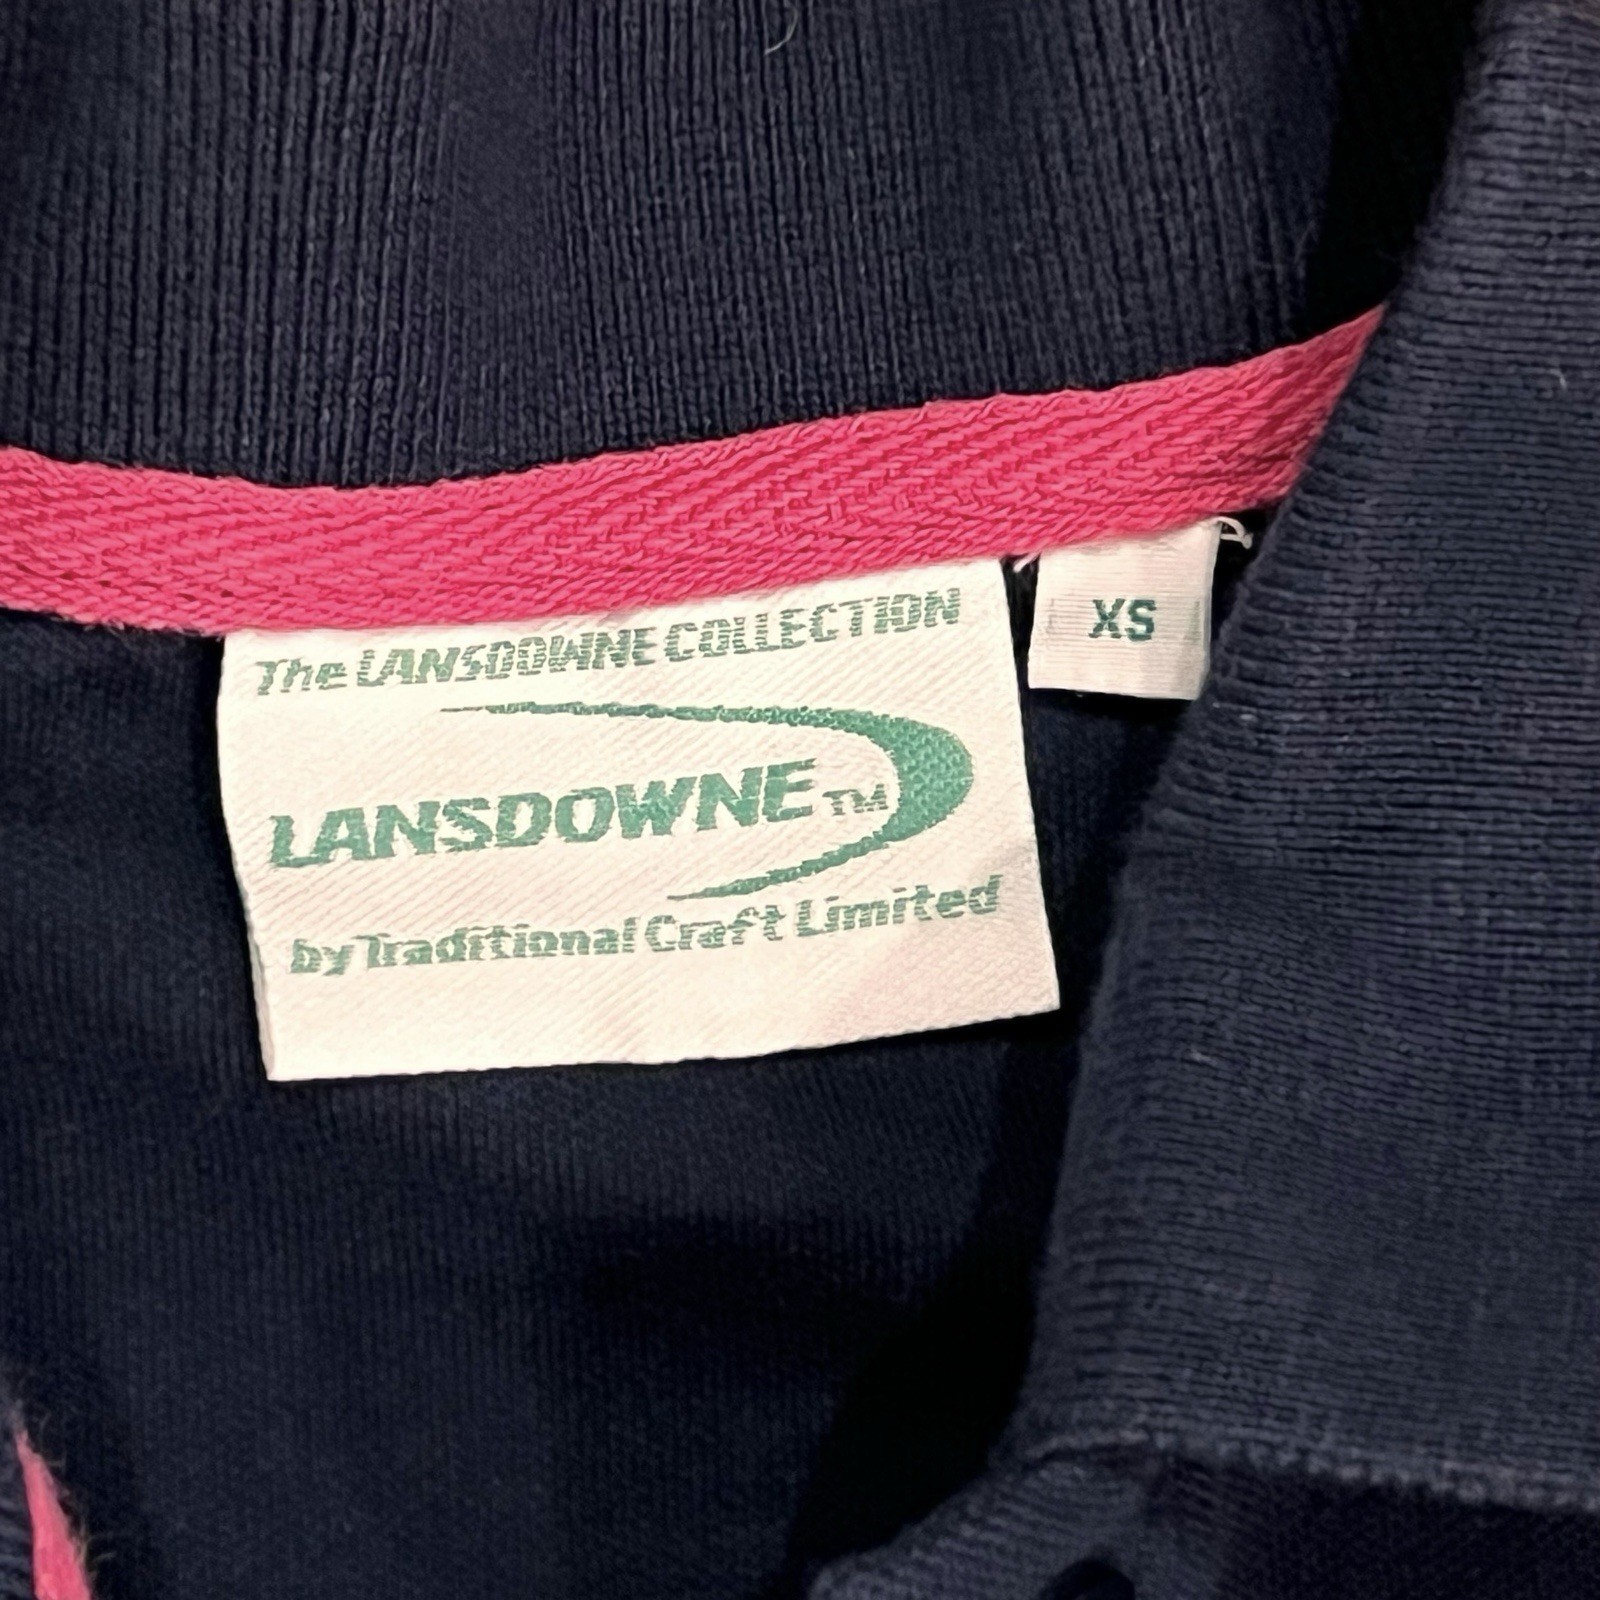 The LANSDOWNE COLLECTION
LANSDOWNE TM
by Traditional Craft Limited
XS